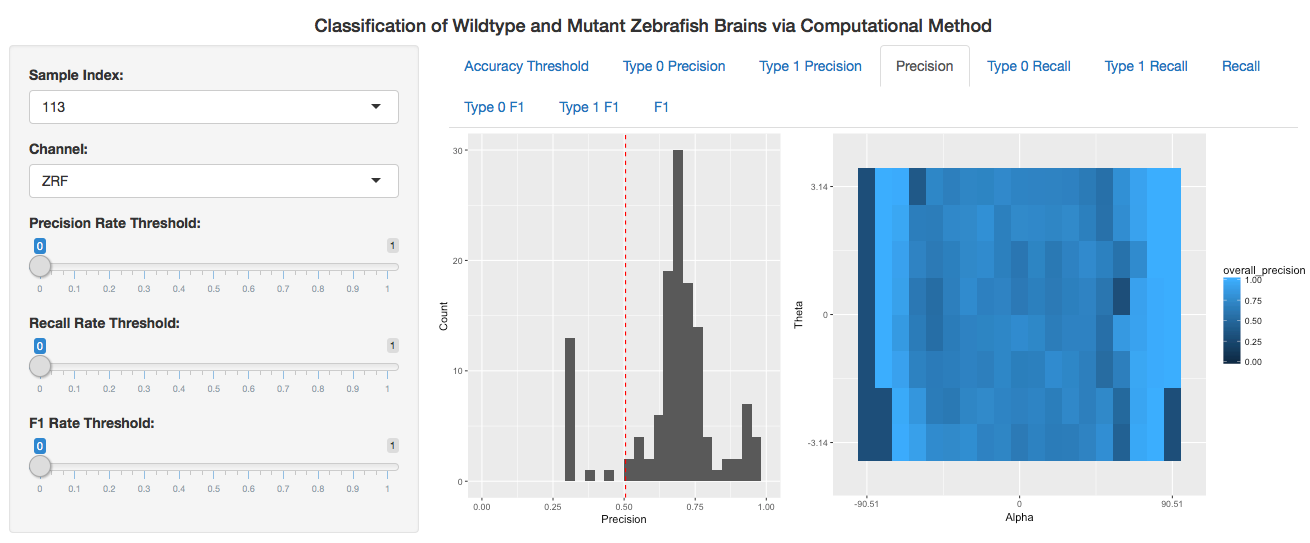 Classification of Wildtype and Mutant Zebrafish Brains via Computational Method
Sample Index:
113
Channel:
ZRF
Precision Rate Threshold:
0 1
0 0.1 0.2 0.3 0.4 0.5 0.6 0.7 0.8 0.9 1
Recall Rate Threshold:
0 1
0 0.1 0.2 0.3 0.4 0.5 0.6 0.7 0.8 0.9 1
F1 Rate Threshold:
0 1
0 0.1 0.2 0.3 0.4 0.5 0.6 0.7 0.8 0.9 1
Accuracy Threshold Type 0 Precision Type 1 Precision Precision Type 0 Recall Type 1 Recall Recall
Type 0 F1 Type 1 F1 F1
Count
30
20
10
0
0.00 0.25 0.50 0.75 1.00
Precision
Theta
3.14
0
-3.14
-90.51 0 90.51
Alpha
overall_precision
1.00
0.75
0.50
0.25
0.00